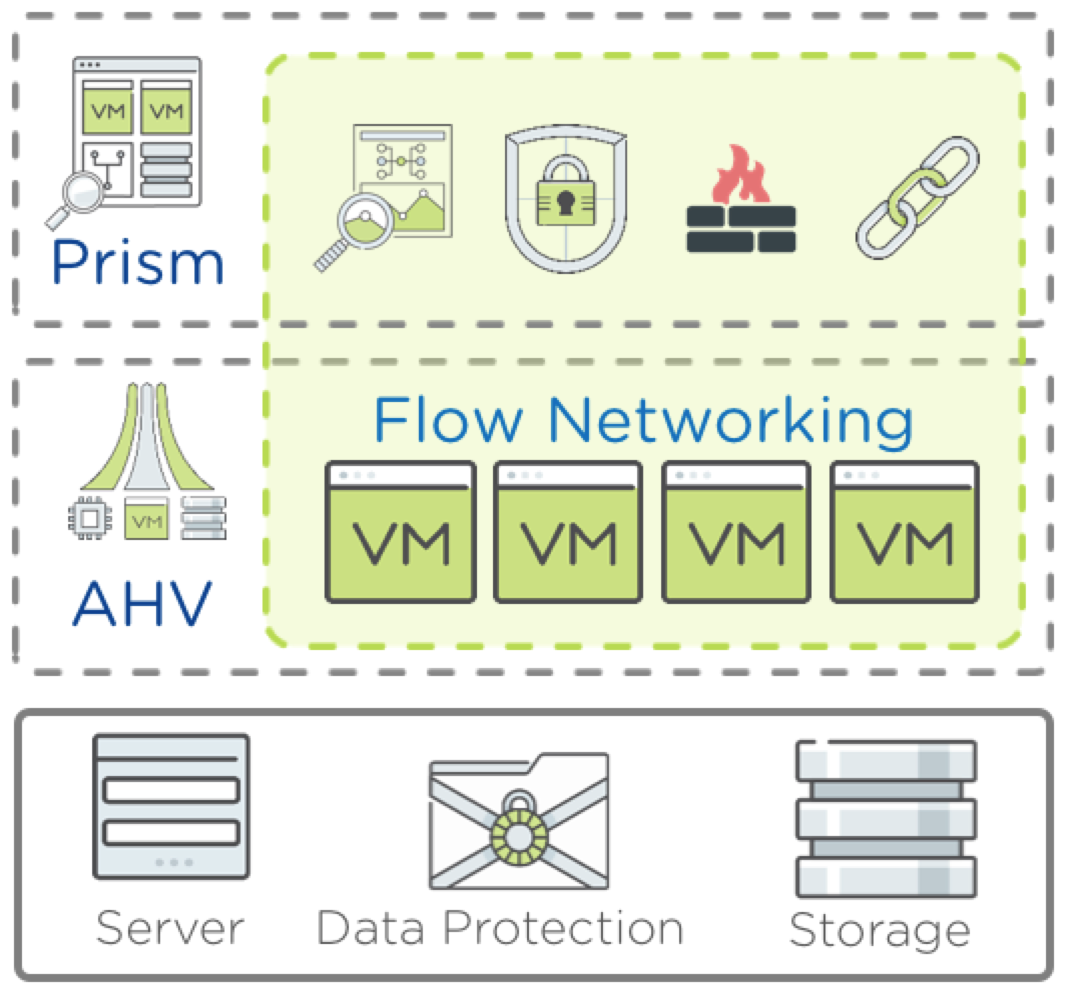 VM VM
Prism
Flow Networking
VM
VM VM VM VM
AHV
Server Data Protection Storage